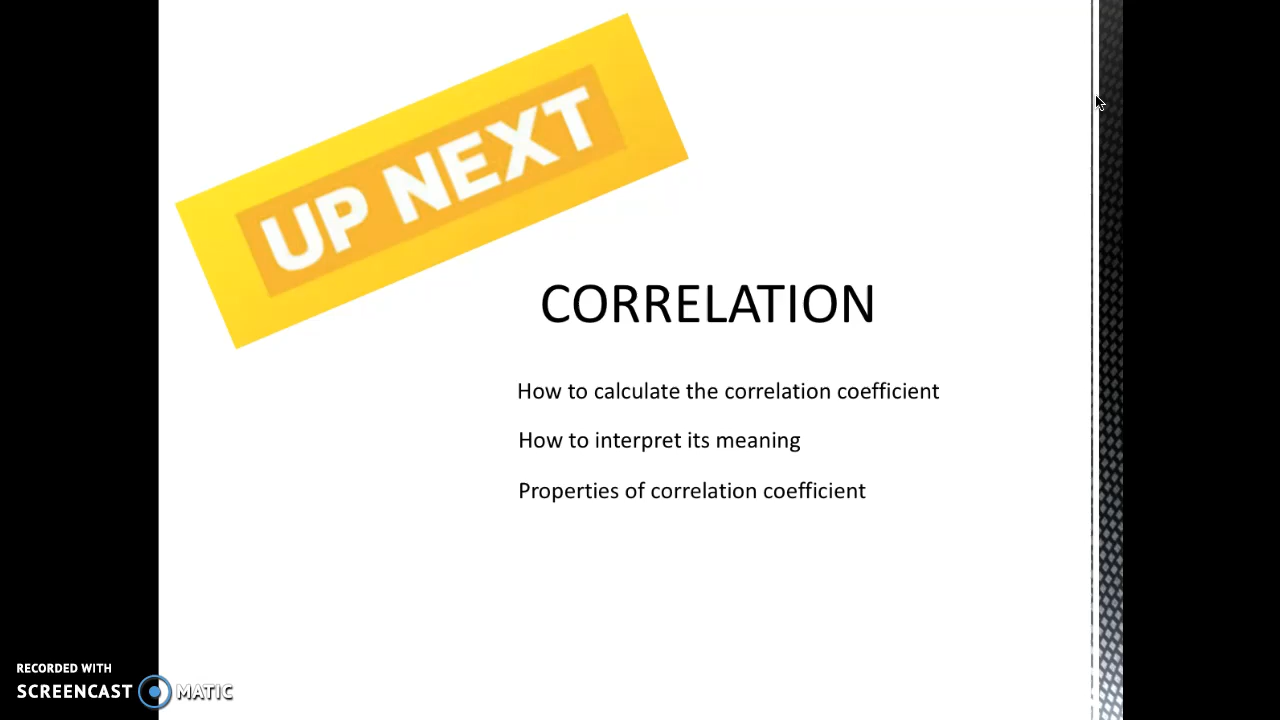 UP NEXT
CORRELATION
How to calculate the correlation coefficient
How to interpret its meaning
Properties of correlation coefficient
RECORDED WITH
SCREENCAST MATIC